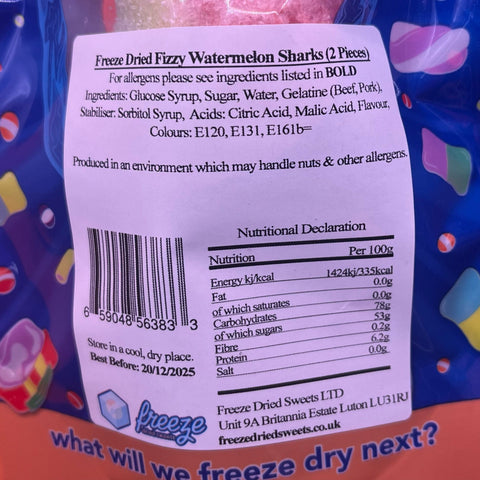 Freeze Dried Fizzy Watermelon Sharks (2 Pieces)
For allergens please see ingredients listed in BOLD
Ingredients: Glucose Syrup, Sugar, Water, Gelatine (Beef, Pork),
Stabiliser: Sorbitol Syrup, Acids: Citric Acid, Malic Acid, Flavour,
Colours: E120, E131, E161b=
Produced in an environment which may handle nuts & other allergens.
Nutritional Declaration
Nutrition Per 100g
Energy kj/kcal 1424kj/335kcal
Fat 0.0g
of which saturates 0.0g
Carbohydrates 78g
of which sugars 53g
Fibre 0.2g
Protein 6.2g
Salt 0.0g
6 59048 56383 3
Store in a cool, dry place.
Best Before: 20/12/2025
freeze
Freeze Dried Sweets LTD
Unit 9A Britannia Estate Luton LU31RJ
freezedriedsweets.co.uk
what will we freeze dry next?